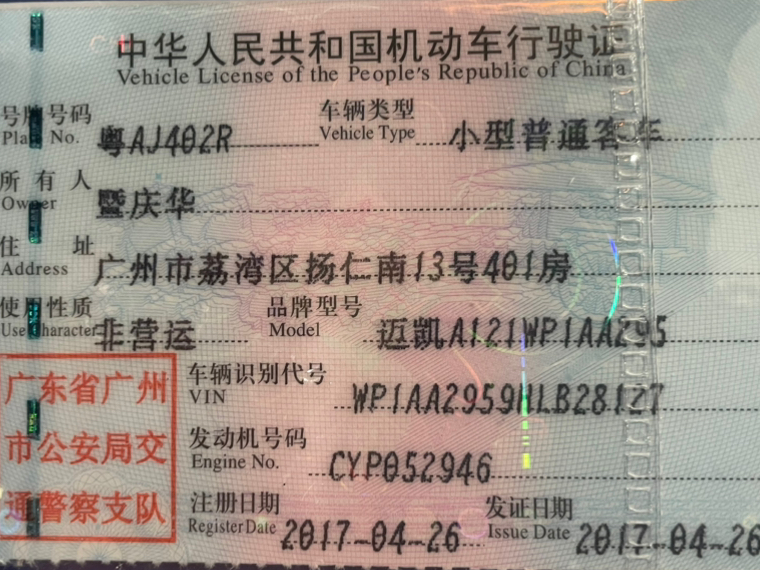 中华人民共和国机动车行驶证
Vehicle License of the People's Republic of China
号牌号码 粤AJ402R 车辆类型 小型普通客车
Plate No. Vehicle Type
所有人 暨庆华
Owner
住址 广州市荔湾区扬仁南13号401房
Address
使用性质 非营运 品牌型号 迈凯A121WP1AA295
Use Character Model
车辆识别代号 WP1AA2959HLB28127
VIN
发动机号码 CYP052946
Engine No.
注册日期 2017-04-26 发证日期 2017-04-26
Register Date Issue Date
广东省广州
市公安局交
通警察支队